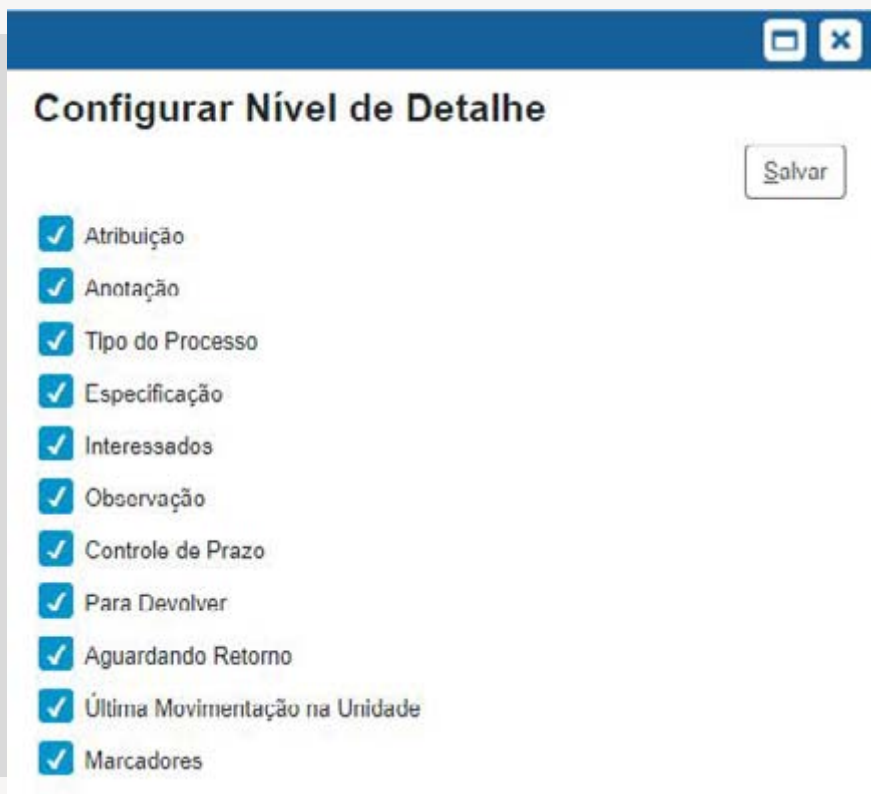 Configurar Nível de Detalhe
Salvar
Atribuição
Anotação
Tipo do Processo
Especificação
Interessados
Observação
Controle de Prazo
Para Devolver
Aguardando Retorno
Última Movimentação na Unidade
Marcadores